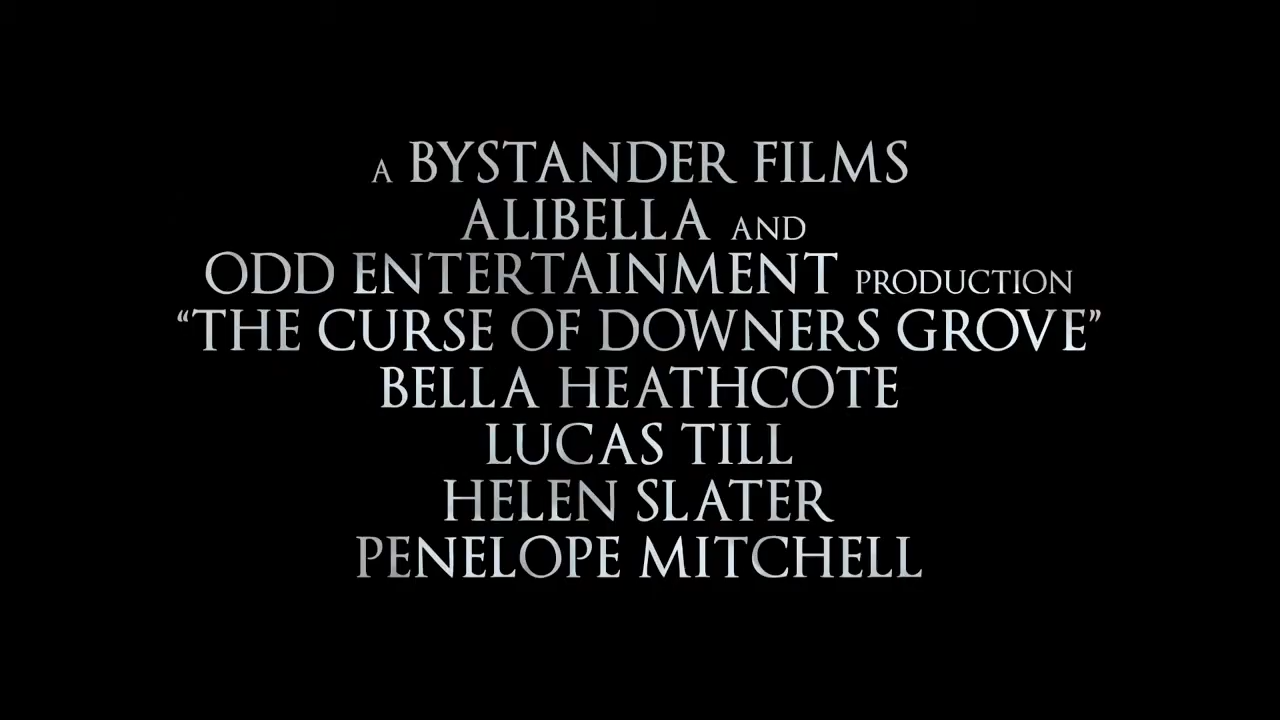 A BYSTANDER FILMS
ALIBELLA AND
ODD ENTERTAINMENT PRODUCTION
“THE CURSE OF DOWNERS GROVE”
BELLA HEATHCOTE
LUCAS TILL
HELEN SLATER
PENELOPE MITCHELL